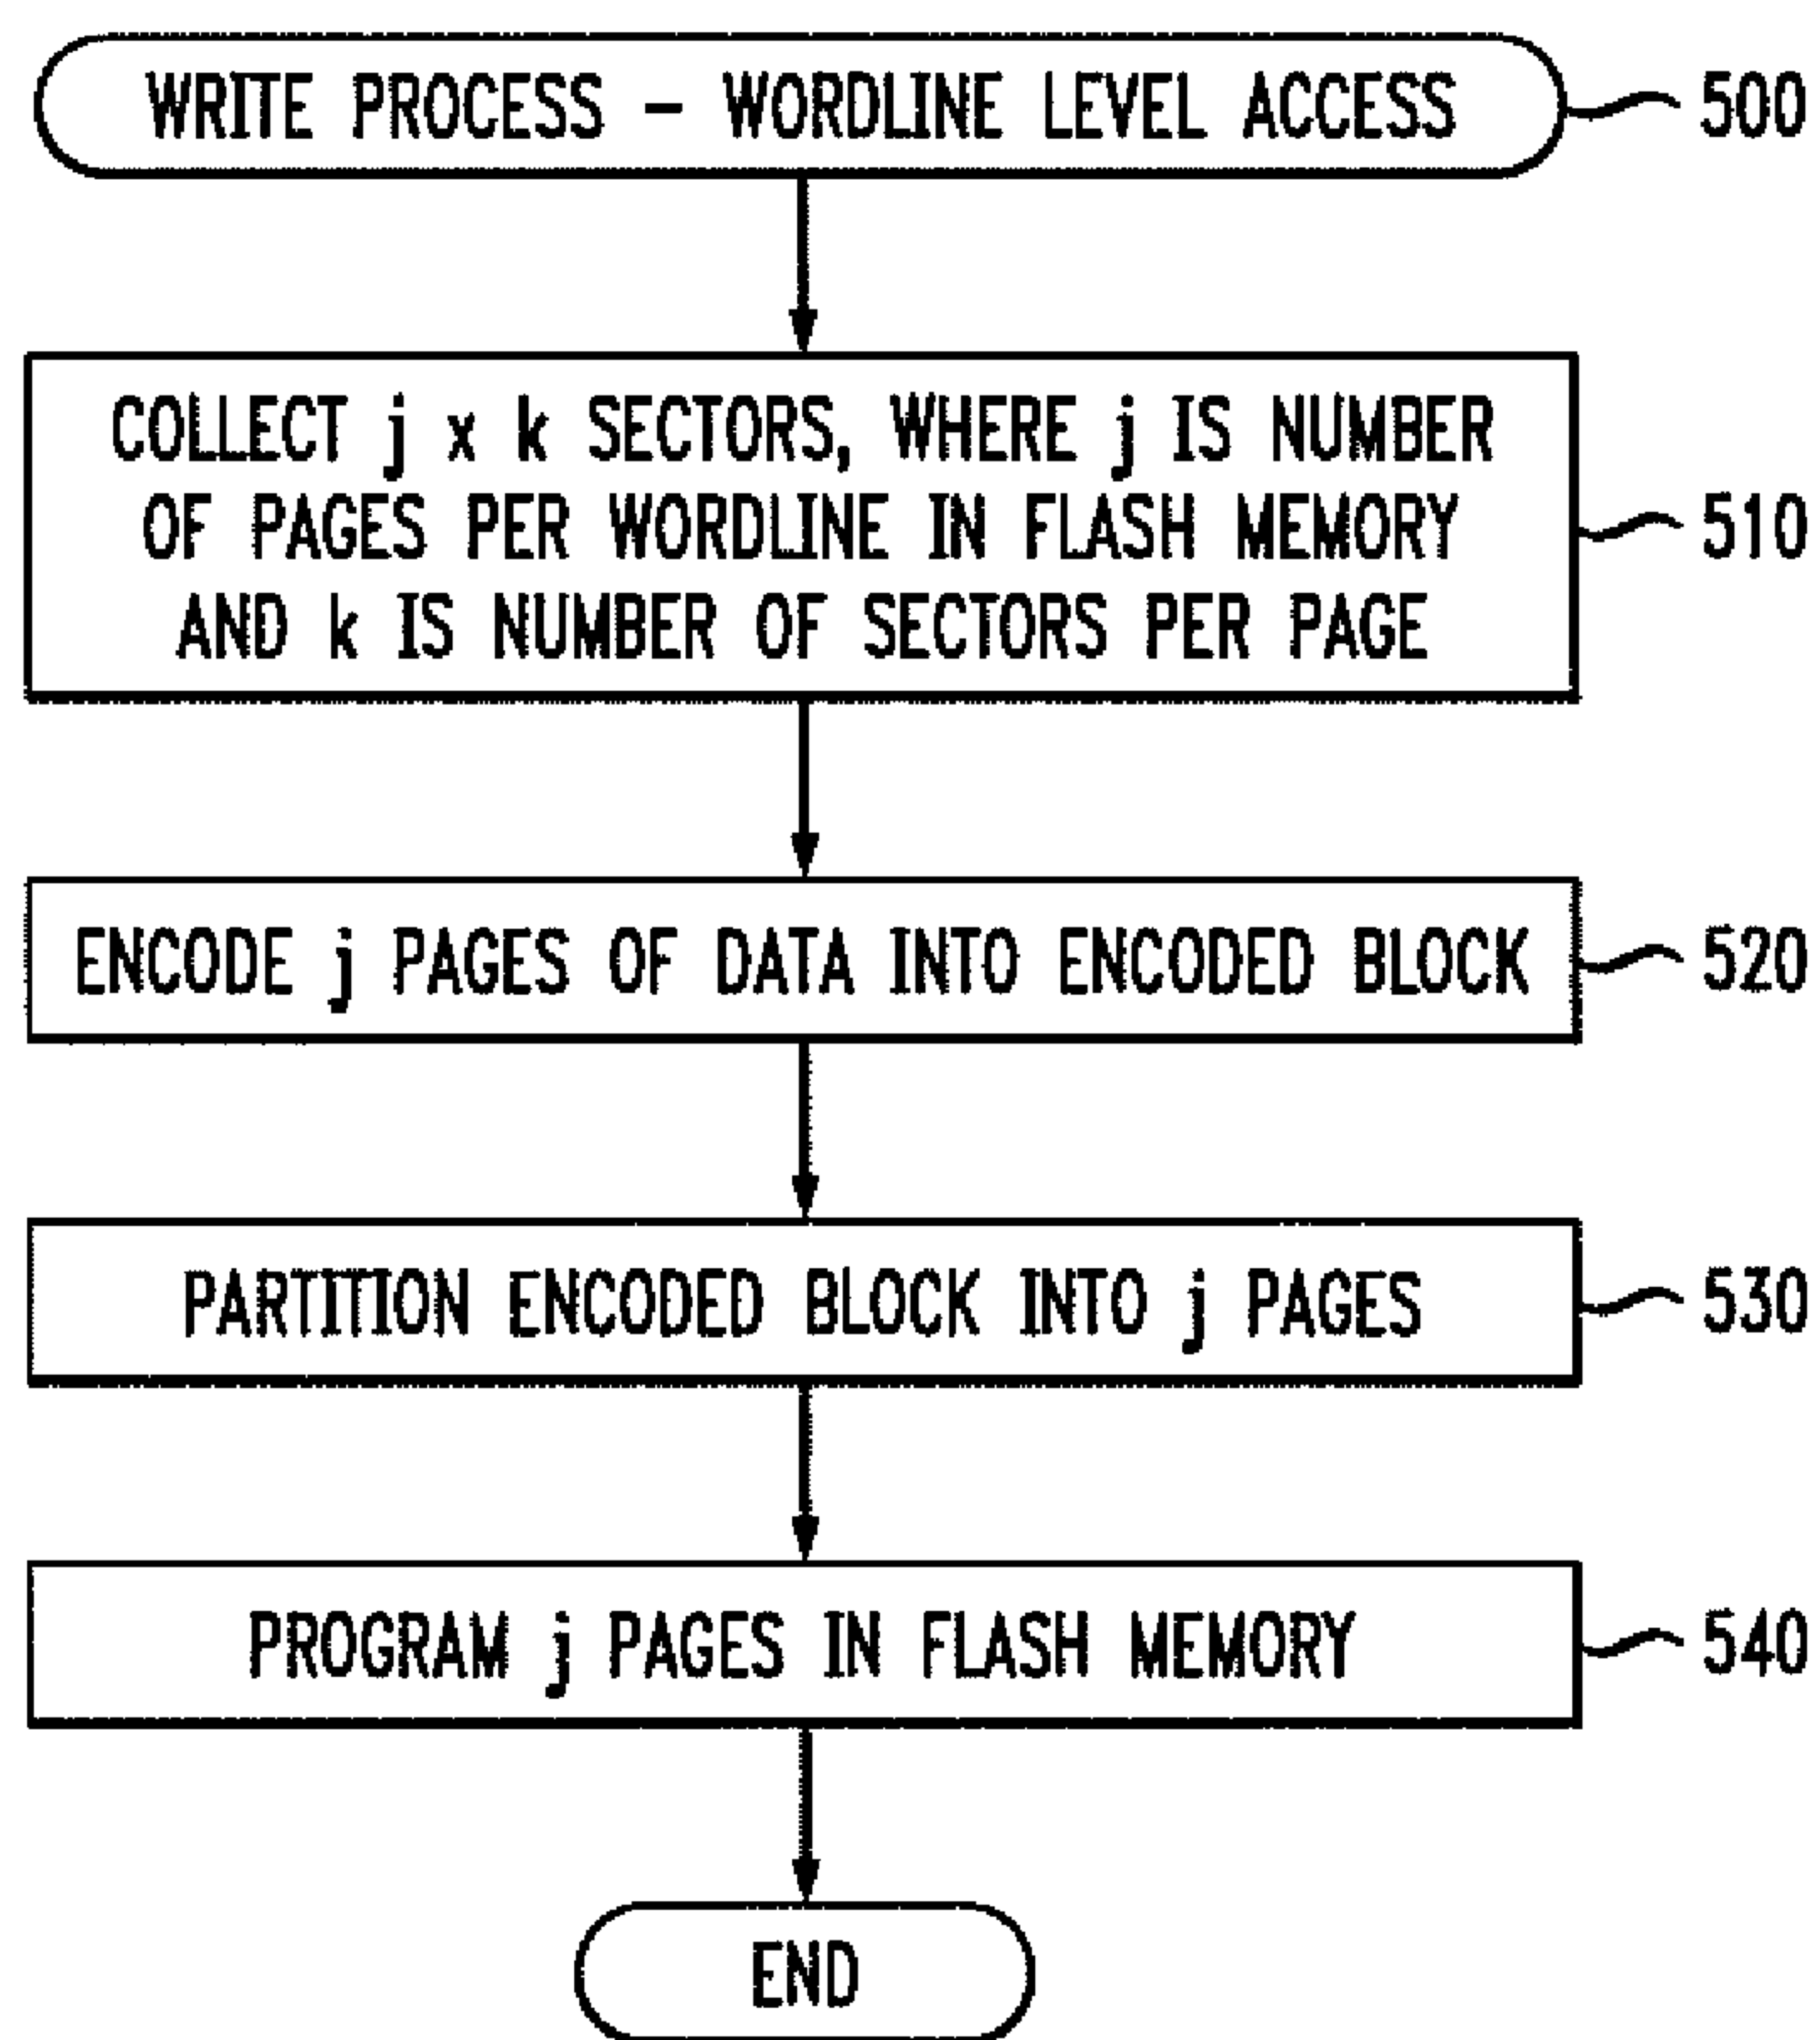 WRITE PROCESS - WORDLINE LEVEL ACCESS
500
COLLECT j x k SECTORS, WHERE j IS NUMBER
OF PAGES PER WORDLINE IN FLASH MEMORY
AND k IS NUMBER OF SECTORS PER PAGE
510
ENCODE j PAGES OF DATA INTO ENCODED BLOCK
520
PARTITION ENCODED BLOCK INTO j PAGES
530
PROGRAM j PAGES IN FLASH MEMORY
540
END